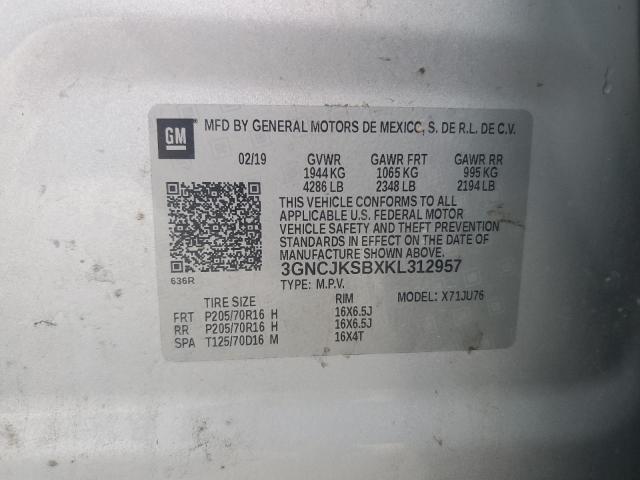 GM MFD BY GENERAL MOTORS DE MEXICO, S. DE R.L. DE C.V.
02/19 GVWR GAWR FRT GAWR RR
1944 KG 1065 KG 995 KG
4286 LB 2348 LB 2194 LB
THIS VEHICLE CONFORMS TO ALL
APPLICABLE U.S. FEDERAL MOTOR
VEHICLE SAFETY AND THEFT PREVENTION
STANDARDS IN EFFECT ON THE DATE OF
MANUFACTURE SHOWN ABOVE.
3GNCJKSBXKL312957
636R TYPE: M.P.V.
TIRE SIZE RIM MODEL: X71JU76
FRT P205/70R16 H 16X6.5J
RR P205/70R16 H 16X6.5J
SPA T125/70D16 M 16X4T